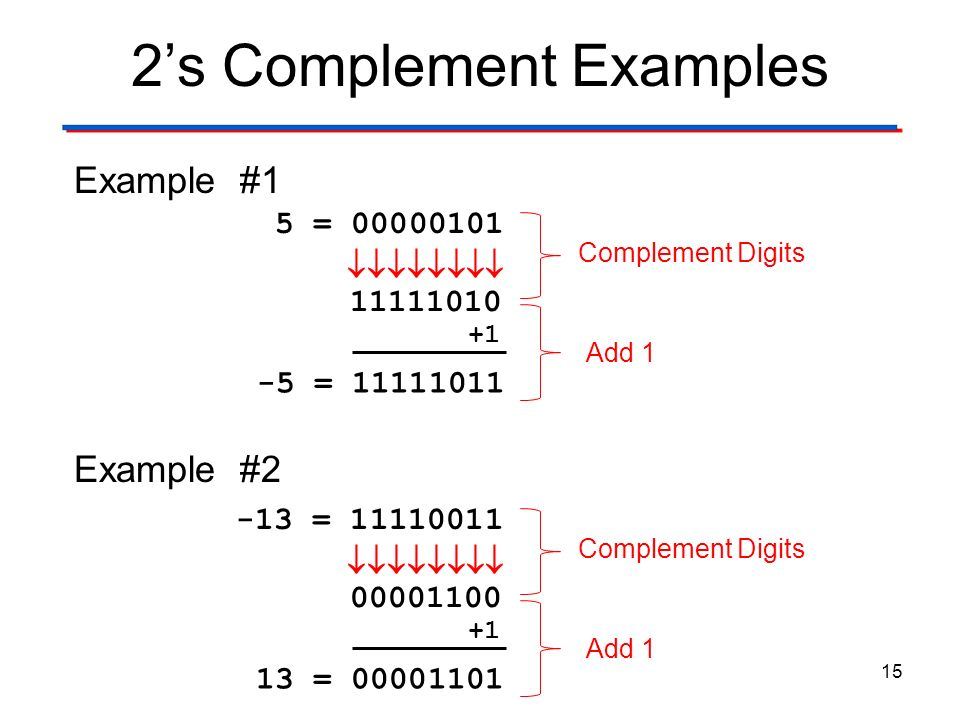 2’s Complement Examples
Example #1
5 = 00000101
↓↓↓↓↓↓↓↓
Complement Digits
11111010
+1
Add 1
-5 = 11111011
Example #2
-13 = 11110011
↓↓↓↓↓↓↓↓
Complement Digits
00001100
+1
Add 1
13 = 00001101
15